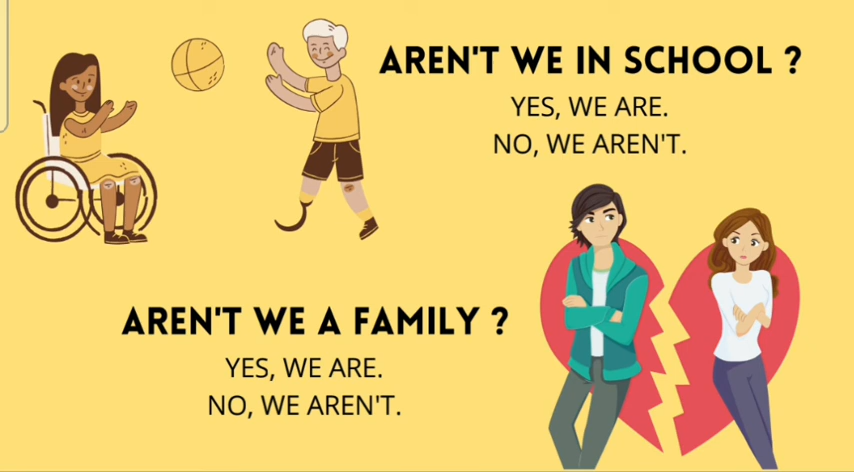 AREN'T WE IN SCHOOL ?
YES, WE ARE.
NO, WE AREN'T.
AREN'T WE A FAMILY ?
YES, WE ARE.
NO, WE AREN'T.